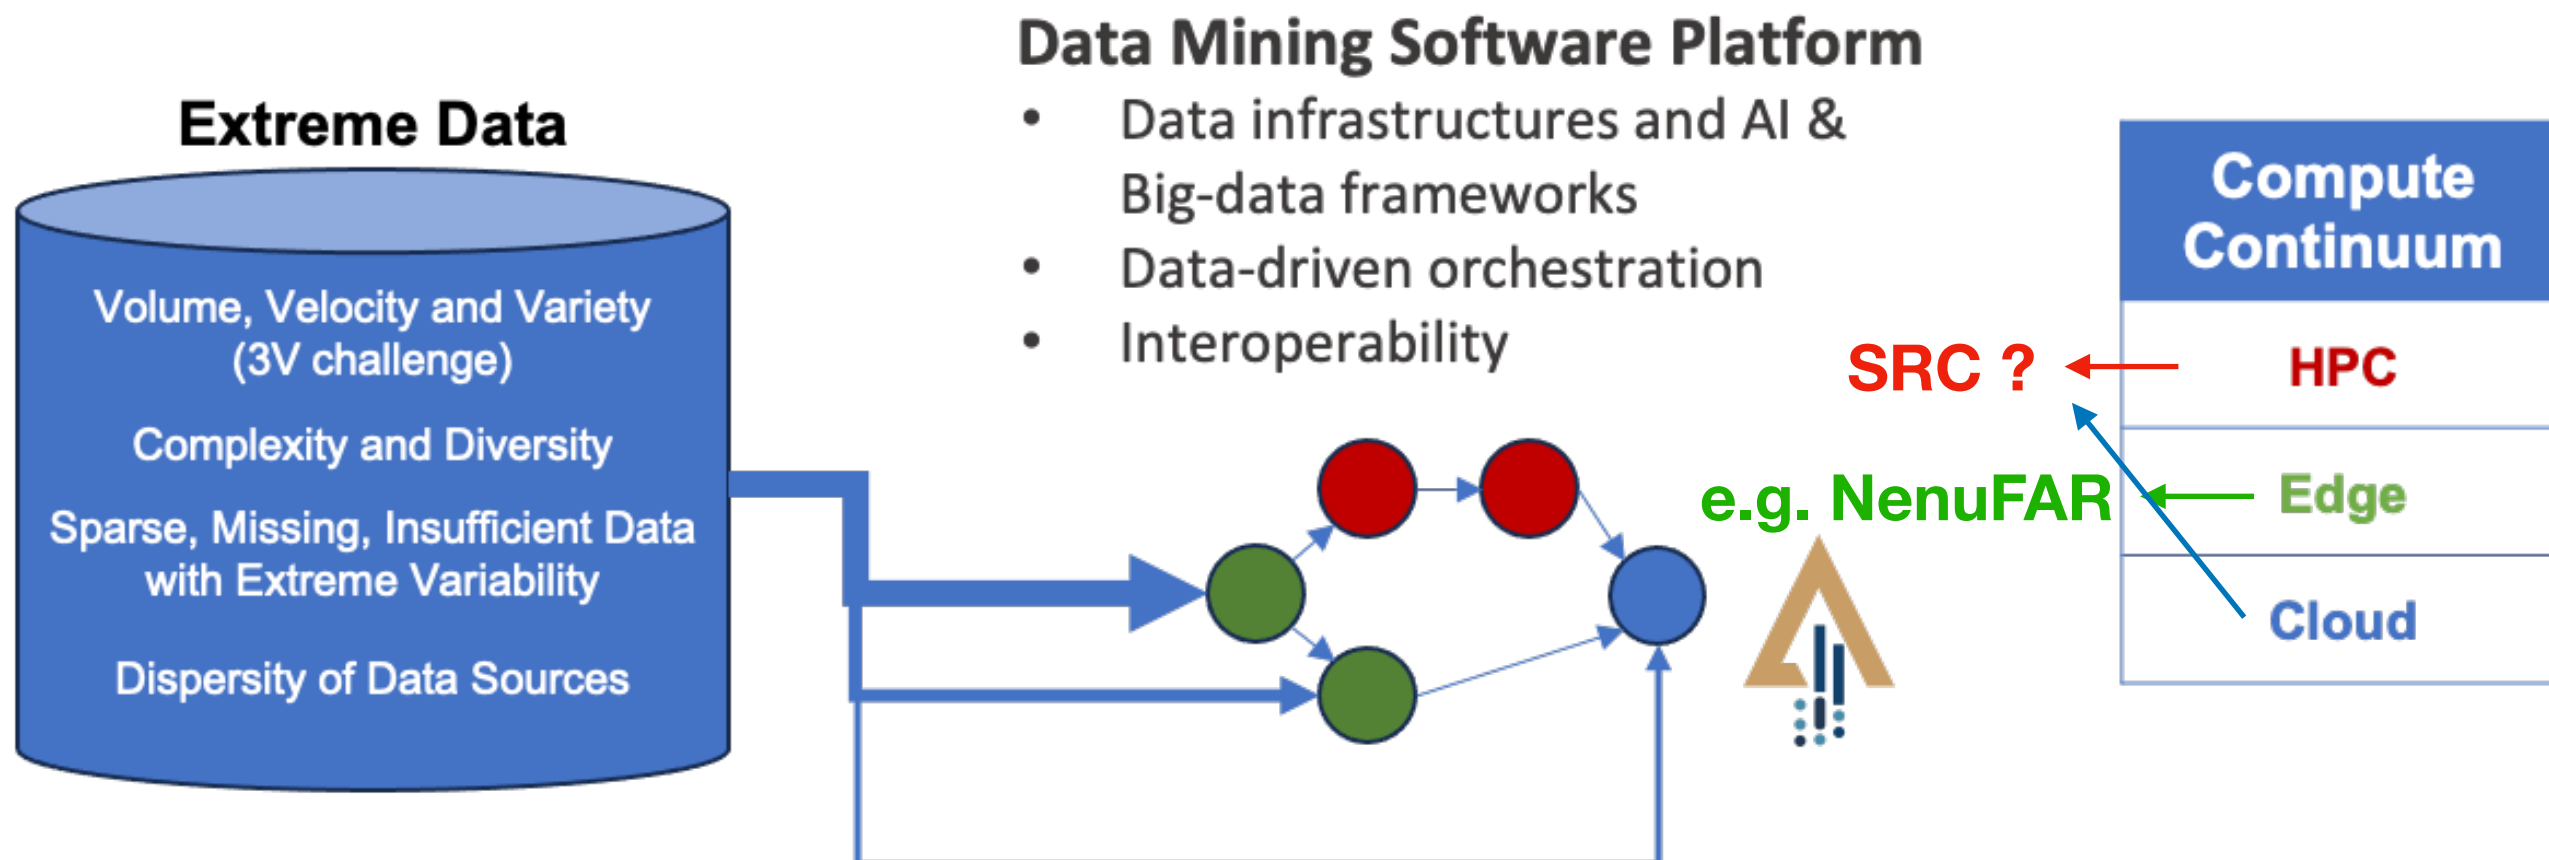 Extreme Data
Volume, Velocity and Variety
(3V challenge)
Complexity and Diversity
Sparse, Missing, Insufficient Data
with Extreme Variability
Dispersity of Data Sources
Data Mining Software Platform
• Data infrastructures and AI &
Big-data frameworks
• Data-driven orchestration
• Interoperability
SRC ?
e.g. NenuFAR
Compute
Continuum
HPC
Edge
Cloud